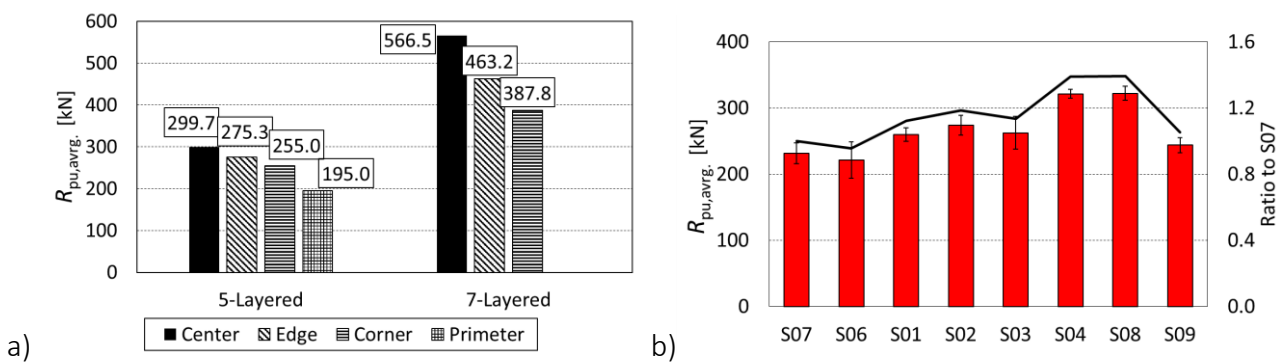 600
500
400
300
200
100
0
R pu,avrg. [kN]
299.7
275.3
255.0
195.0
566.5
463.2
387.8
5-Layered
7-Layered
Center
Edge
Corner
Primeter
a)
400
300
200
100
0
R pu,avrg. [kN]
1.6
1.2
0.8
0.4
0.0
Ratio to S07
S07 S06 S01 S02 S03 S04 S08 S09
b)